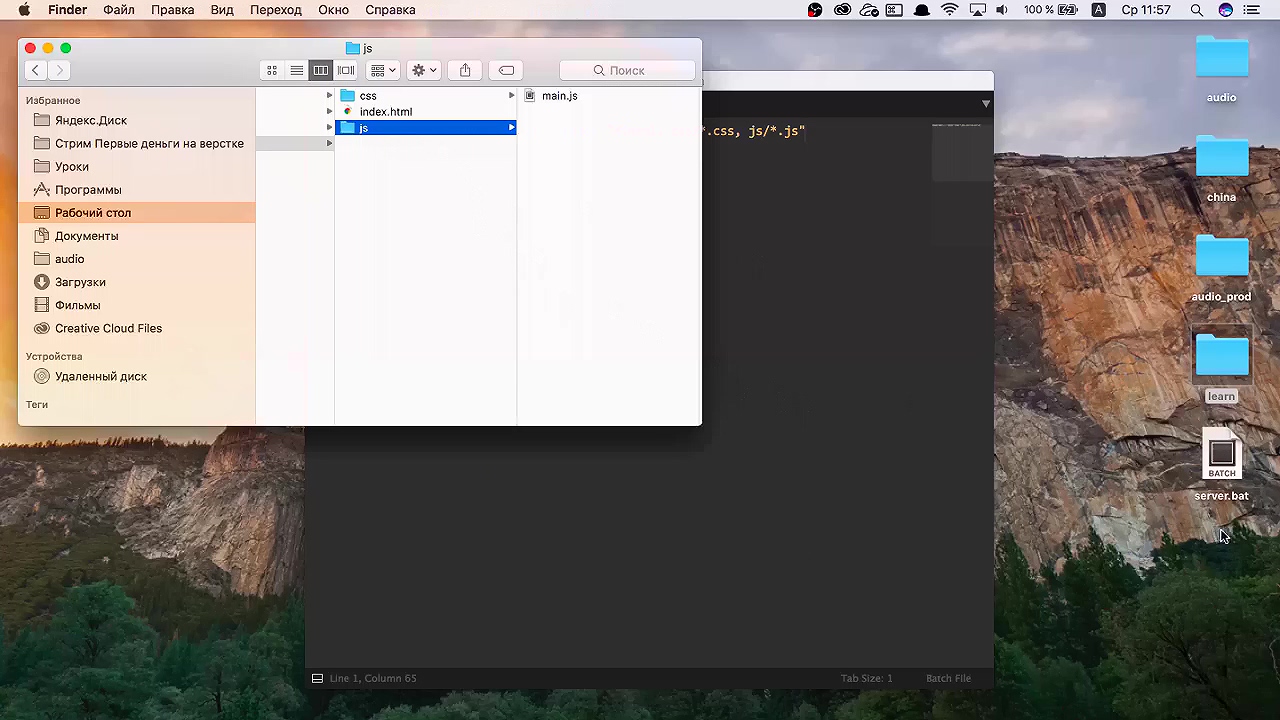 Finder Файл Правка Вид Переход Окно Справка 100 % A Ср 11:57
js
Поиск
Избранное
Яндекс.Диск
Стрим Первые деньги на верстке
Уроки
Программы
Рабочий стол
Документы
audio
Загрузки
Фильмы
Creative Cloud Files
Устройства
Удаленный диск
Теги
css
index.html
js
main.js
*.css, js/*.js"
Line 1, Column 65
Tab Size: 1
Batch File
audio
china
audio_prod
learn
BATCH
server.bat